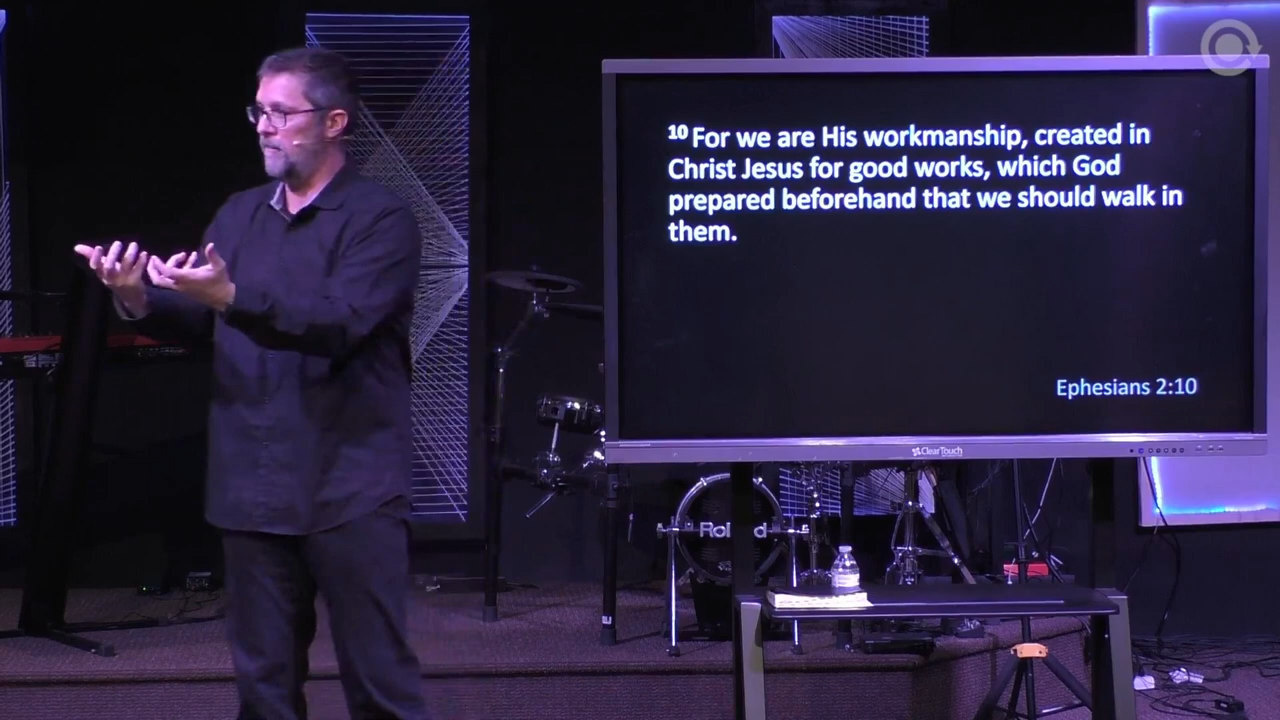 10 For we are His workmanship, created in
Christ Jesus for good works, which God
prepared beforehand that we should walk in
them.
Ephesians 2:10
ClearTouch
Roland